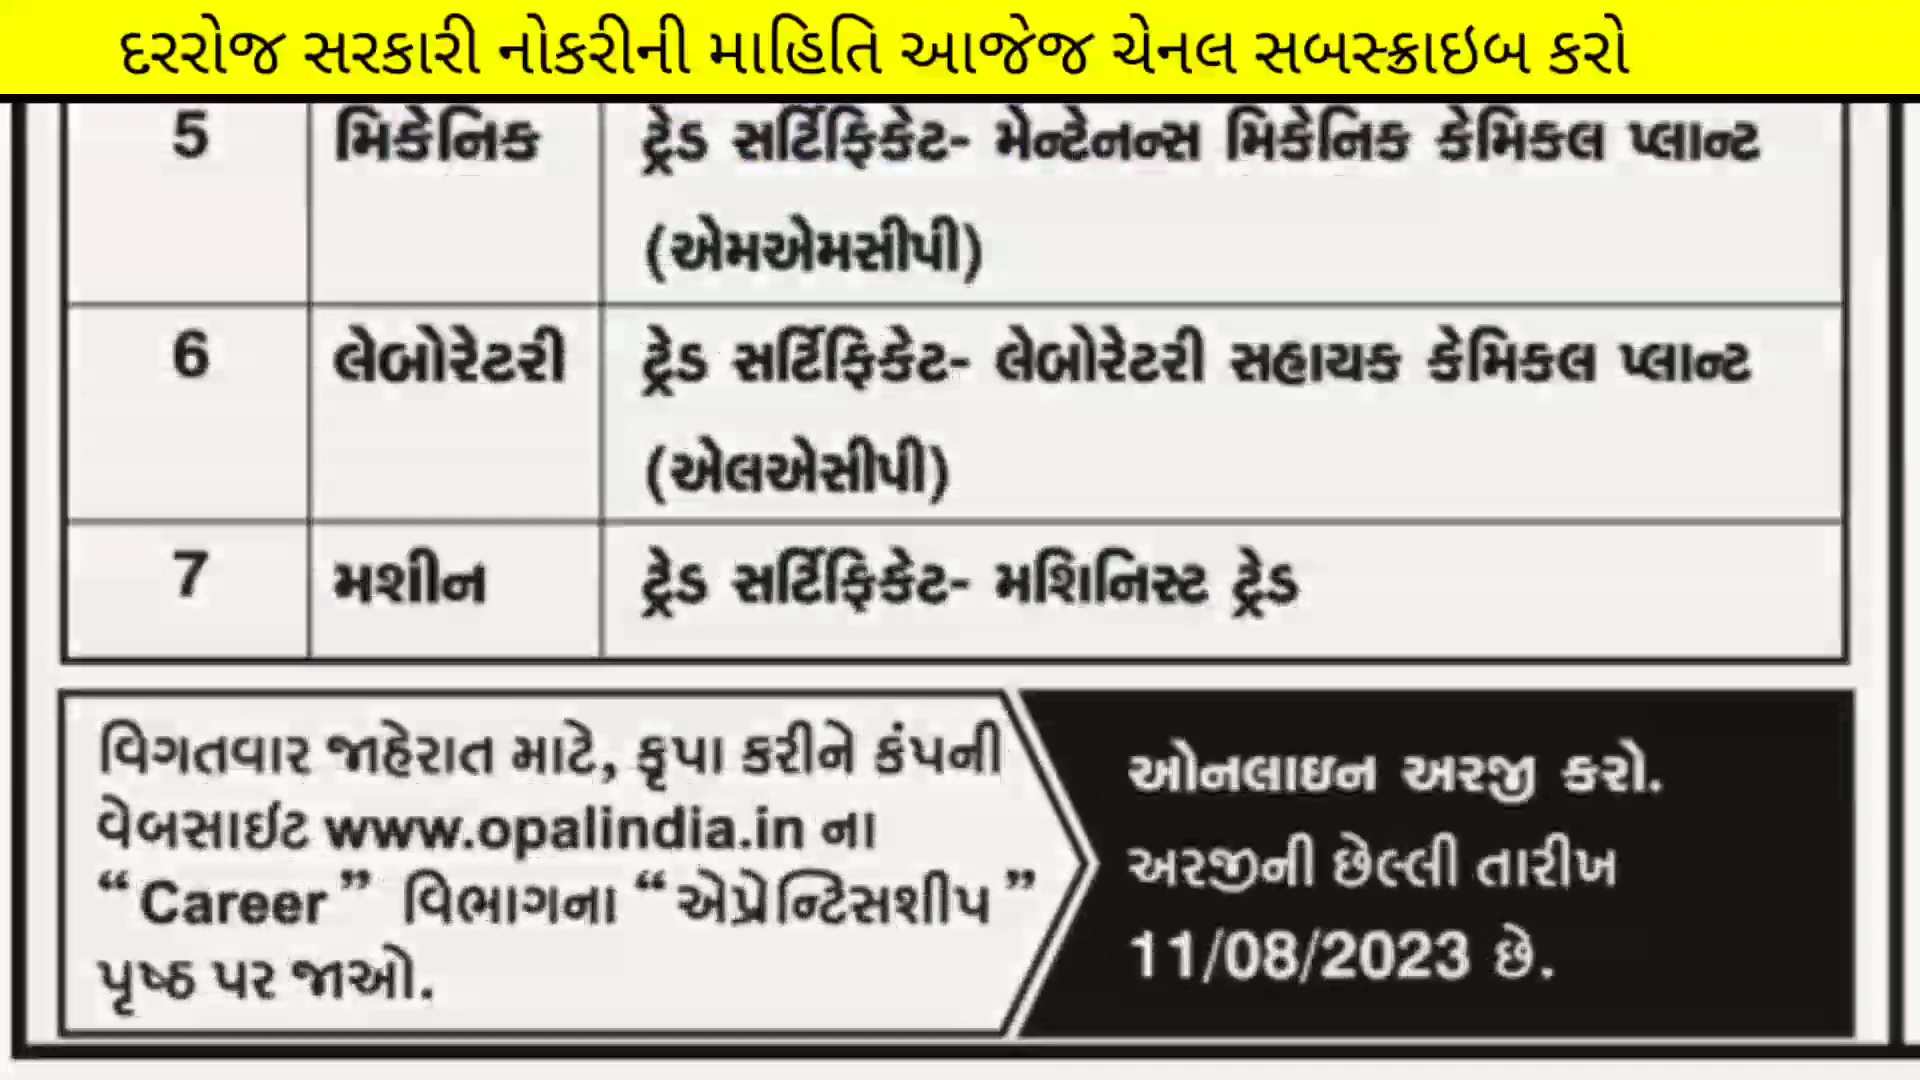 દરરોજ સરકારી નોકરીની માહિતિ આજેજ ચેનલ સબસ્ક્રાઇબ કરો
5 મિકેનિક ટ્રેડ સર્ટિફિકેટ- મેન્ટેનન્સ મિકેનિક કેમિકલ પ્લાન્ટ
(એમએમસીપી)
6 લેબોરેટરી ટ્રેડ સર્ટિફિકેટ- લેબોરેટરી સહાયક કેમિકલ પ્લાન્ટ
(એલએસીપી)
7 મશીન ટ્રેડ સર્ટિફિકેટ- મશિનિસ્ટ ટ્રેડ
વિગતવાર જાહેરાત માટે, કૃપા કરીને કંપની
વેબસાઈટ www.opalindia.in ના
“Career” વિભાગના “એપ્રેન્ટિસશીપ”
પૃષ્ઠ પર જાઓ.
ઓનલાઇન અરજી કરો.
અરજીની છેલ્લી તારીખ
11/08/2023 છે.